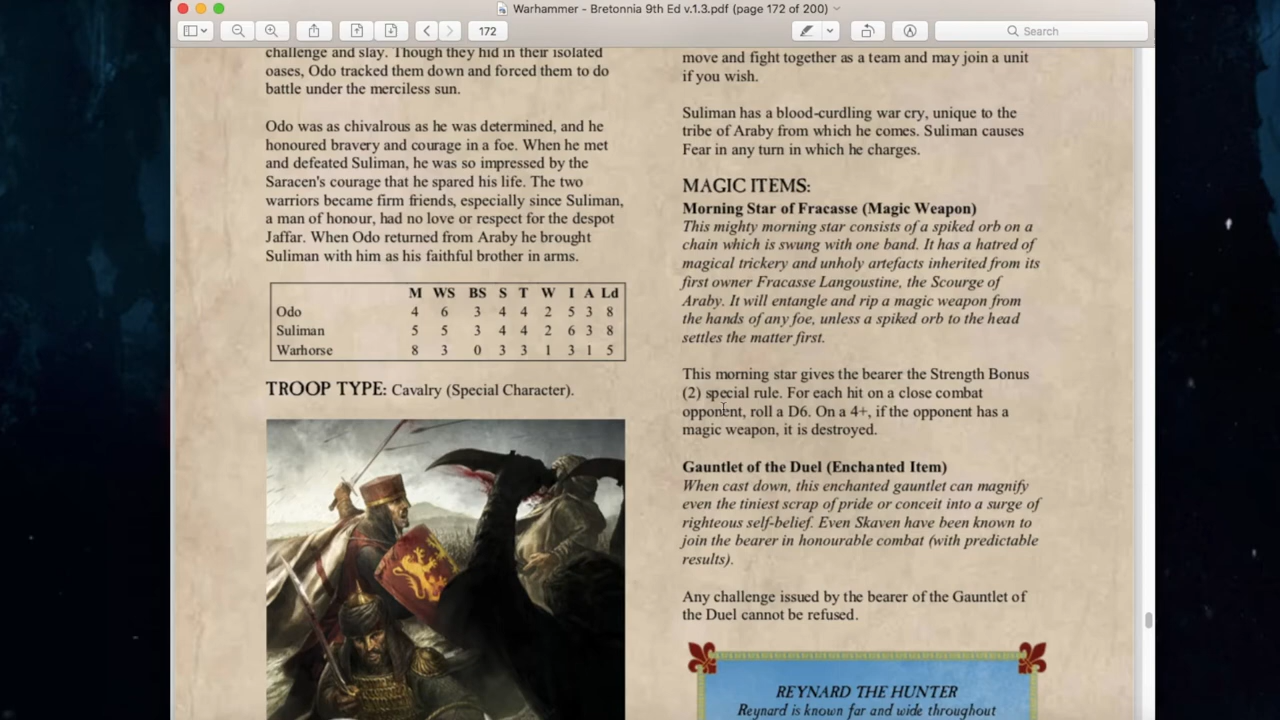 Warhammer - Bretonnia 9th Ed v.1.3.pdf (page 172 of 200)
172
Search
challenge and slay. Though they hid in their isolated
oases, Odo tracked them down and forced them to do
battle under the merciless sun.
Odo was as chivalrous as he was determined, and he
honoured bravery and courage in a foe. When he met
and defeated Suliman, he was so impressed by the
Saracen's courage that he spared his life. The two
warriors became firm friends, especially since Suliman,
a man of honour, had no love or respect for the despot
Jaffar. When Odo returned from Araby he brought
Suliman with him as his faithful brother in arms.
M WS BS S T W I A Ld
Odo 4 6 3 4 4 2 5 3 8
Suliman 5 5 3 4 4 2 6 3 8
Warhorse 8 3 0 3 3 1 3 1 5
TROOP TYPE: Cavalry (Special Character).
move and fight together as a team and may join a unit
if you wish.
Suliman has a blood-curdling war cry, unique to the
tribe of Araby from which he comes. Suliman causes
Fear in any turn in which he charges.
MAGIC ITEMS:
Morning Star of Fracasse (Magic Weapon)
This mighty morning star consists of a spiked orb on a
chain which is swung with one band. It has a hatred of
magical trickery and unholy artefacts inherited from its
first owner Fracasse Langoustine, the Scourge of
Araby. It will entangle and rip a magic weapon from
the hands of any foe, unless a spiked orb to the head
settles the matter first.
This morning star gives the bearer the Strength Bonus
(2) special rule. For each hit on a close combat
opponent, roll a D6. On a 4+, if the opponent has a
magic weapon, it is destroyed.
Gauntlet of the Duel (Enchanted Item)
When cast down, this enchanted gauntlet can magnify
even the tiniest scrap of pride or conceit into a surge of
righteous self-belief. Even Skaven have been known to
join the bearer in honourable combat (with predictable
results).
Any challenge issued by the bearer of the Gauntlet of
the Duel cannot be refused.
REYNARD THE HUNTER
Reynard is known far and wide throughout